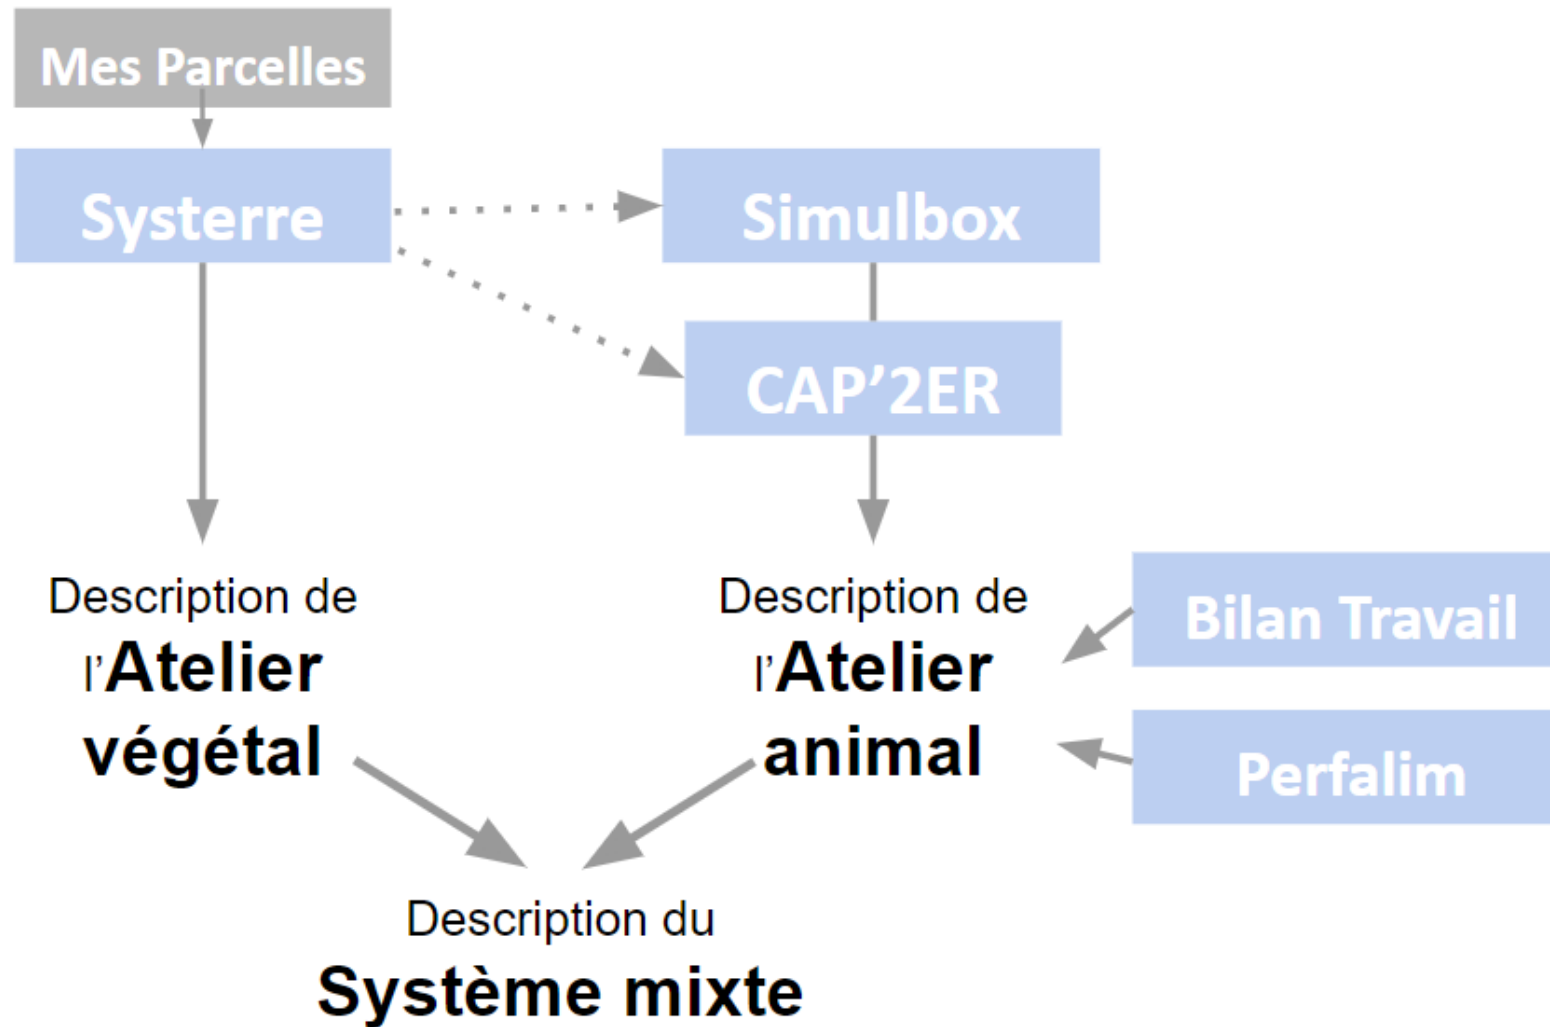 Mes Parcelles
Systerre
Simulbox
CAP’2ER
Description de
l’Atelier
végétal
Description de
l’Atelier
animal
Bilan Travail
Perfalim
Description du
Système mixte